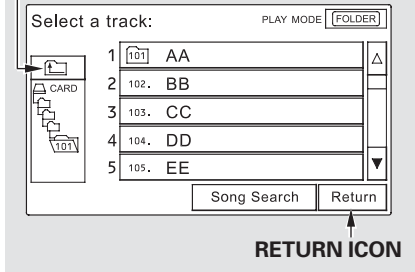 Select a track: PLAY MODE FOLDER
1 101 AA
CARD
2 102. BB
3 103. CC
101
4 104. DD
5 105. EE
Song Search Return
RETURN ICON